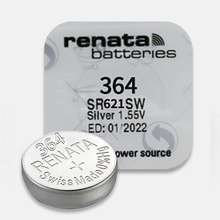 renata
batteries
364
SR621SW
Silver 1.55V
ED: 01/2022
power source
364
RENATA
+
Swiss Made